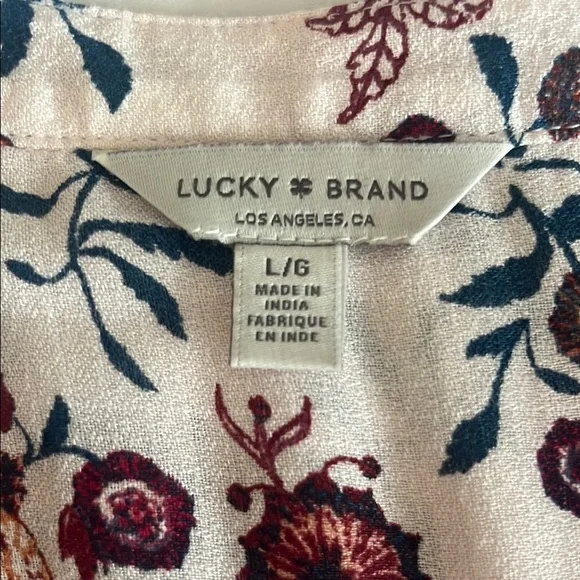 LUCKY BRAND
LOS ANGELES, CA
L/G
MADE IN
INDIA
FABRIQUE
EN INDE